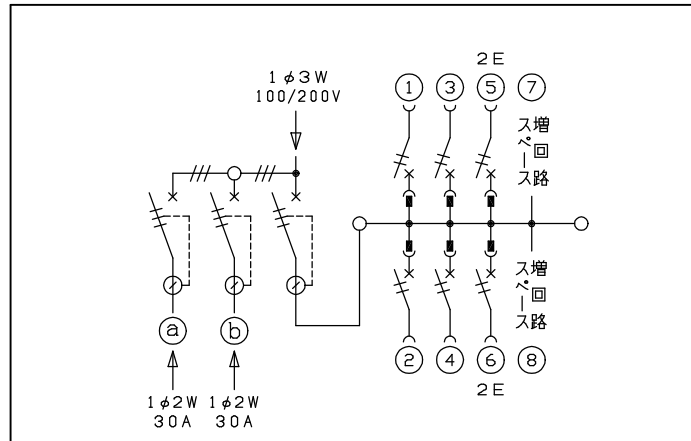 2E
1φ3W
100/200V
① ③ ⑤ ⑦
増回路
スペース
ⓐ ⓑ
増回路
スペース
② ④ ⑥ ⑧
2E
1φ2W 1φ2W
30A 30A